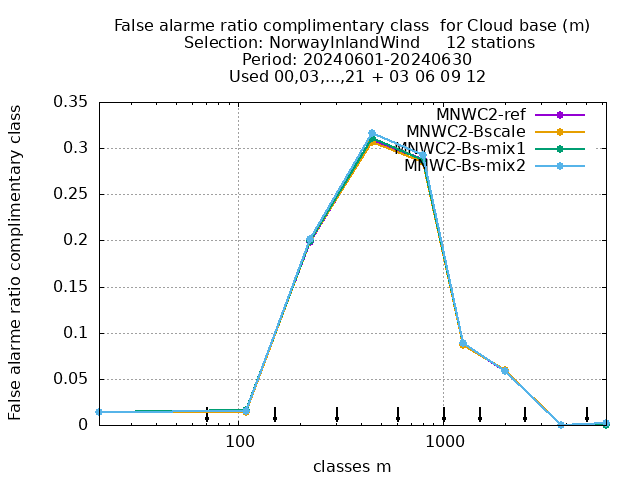 False alarme ratio complimentary class  for Cloud base (m)
Selection: NorwayInlandWind     12 stations
Period: 20240601-20240630
Used 00,03,...,21 + 03 06 09 12
False alarme ratio complimentary class
0.35
0.3
0.25
0.2
0.15
0.1
0.05
0
MNWC2-ref
MNWC2-Bscale
MNWC2-Bs-mix1
MNWC-Bs-mix2
100
1000
classes m